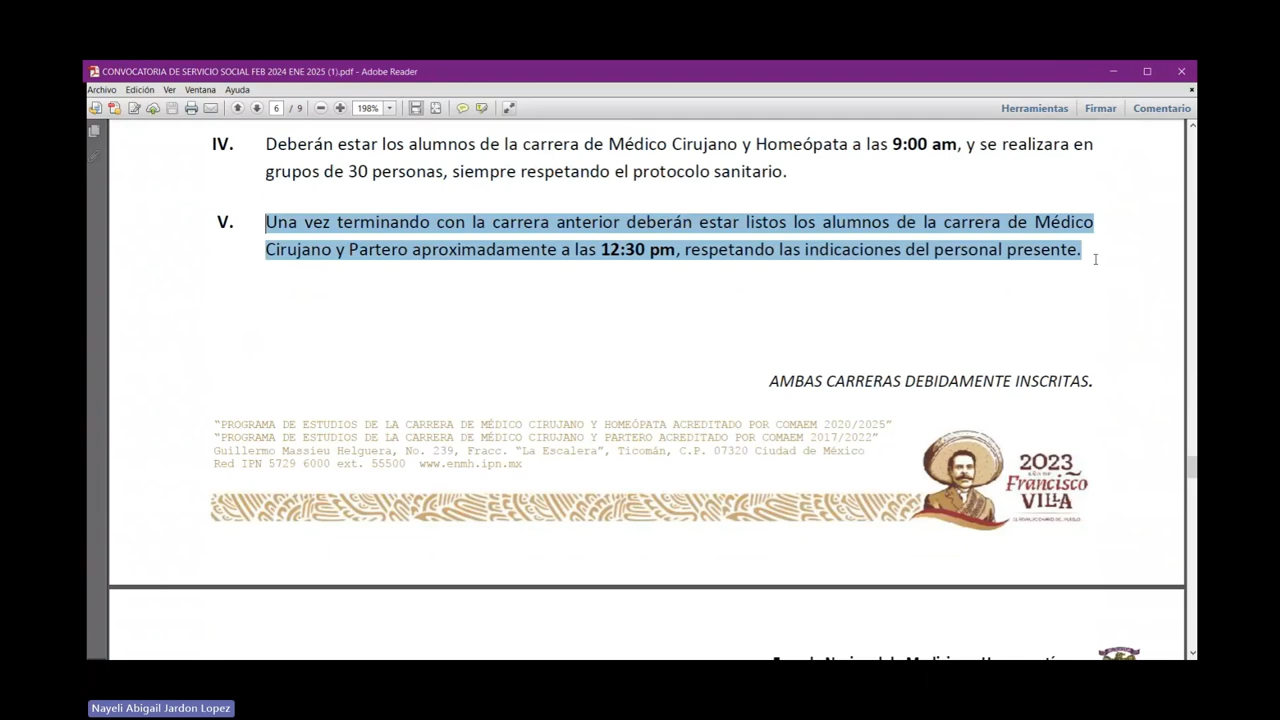 CONVOCATORIA DE SERVICIO SOCIAL FEB 2024 ENE 2025 (1).pdf - Adobe Reader
Archivo Edición Ver Ventana Ayuda
6 / 9 198% Herramientas Firmar Comentario
IV. Deberán estar los alumnos de la carrera de Médico Cirujano y Homeópata a las 9:00 am, y se realizara en
grupos de 30 personas, siempre respetando el protocolo sanitario.
V. Una vez terminando con la carrera anterior deberán estar listos los alumnos de la carrera de Médico
Cirujano y Partero aproximadamente a las 12:30 pm, respetando las indicaciones del personal presente.
AMBAS CARRERAS DEBIDAMENTE INSCRITAS.
"PROGRAMA DE ESTUDIOS DE LA CARRERA DE MÉDICO CIRUJANO Y HOMEÓPATA ACREDITADO POR COMAEM 2020/2025"
"PROGRAMA DE ESTUDIOS DE LA CARRERA DE MÉDICO CIRUJANO Y PARTERO ACREDITADO POR COMAEM 2017/2022"
Guillermo Massieu Helguera, No. 239, Fracc. "La Escalera", Ticomán, C.P. 07320 Ciudad de México
Red IPN 5729 6000 ext. 55500 www.enmh.ipn.mx
2023
Francisco
VILLA
EL REVOLUCIONARIO DEL PUEBLO
Nayeli Abigail Jardon Lopez